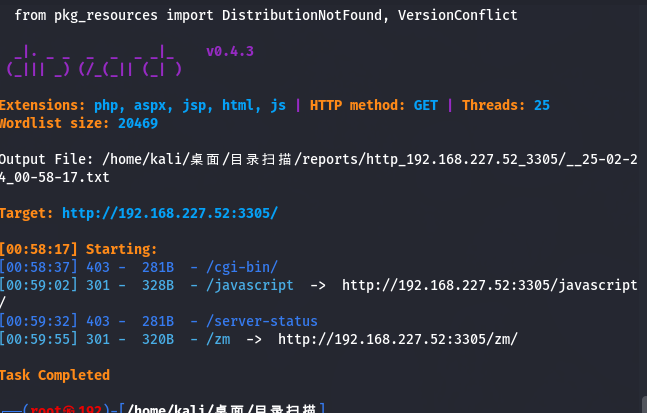 from pkg_resources import DistributionNotFound, VersionConflict
_|. _ _  _  _  _ _|_    v0.4.3
(_||| _) (/_(_|| (_| )
Extensions: php, aspx, jsp, html, js | HTTP method: GET | Threads: 25
Wordlist size: 20469
Output File: /home/kali/桌面/目录扫描/reports/http_192.168.227.52_3305/__25-02-2
4_00-58-17.txt
Target: http://192.168.227.52:3305/
[00:58:17] Starting:
[00:58:37] 403 -  281B  - /cgi-bin/
[00:59:02] 301 -  328B  - /javascript  ->  http://192.168.227.52:3305/javascript
/
[00:59:32] 403 -  281B  - /server-status
[00:59:55] 301 -  320B  - /zm  ->  http://192.168.227.52:3305/zm/
Task Completed
(root㉿192)-[/home/kali/桌面/目录扫描]